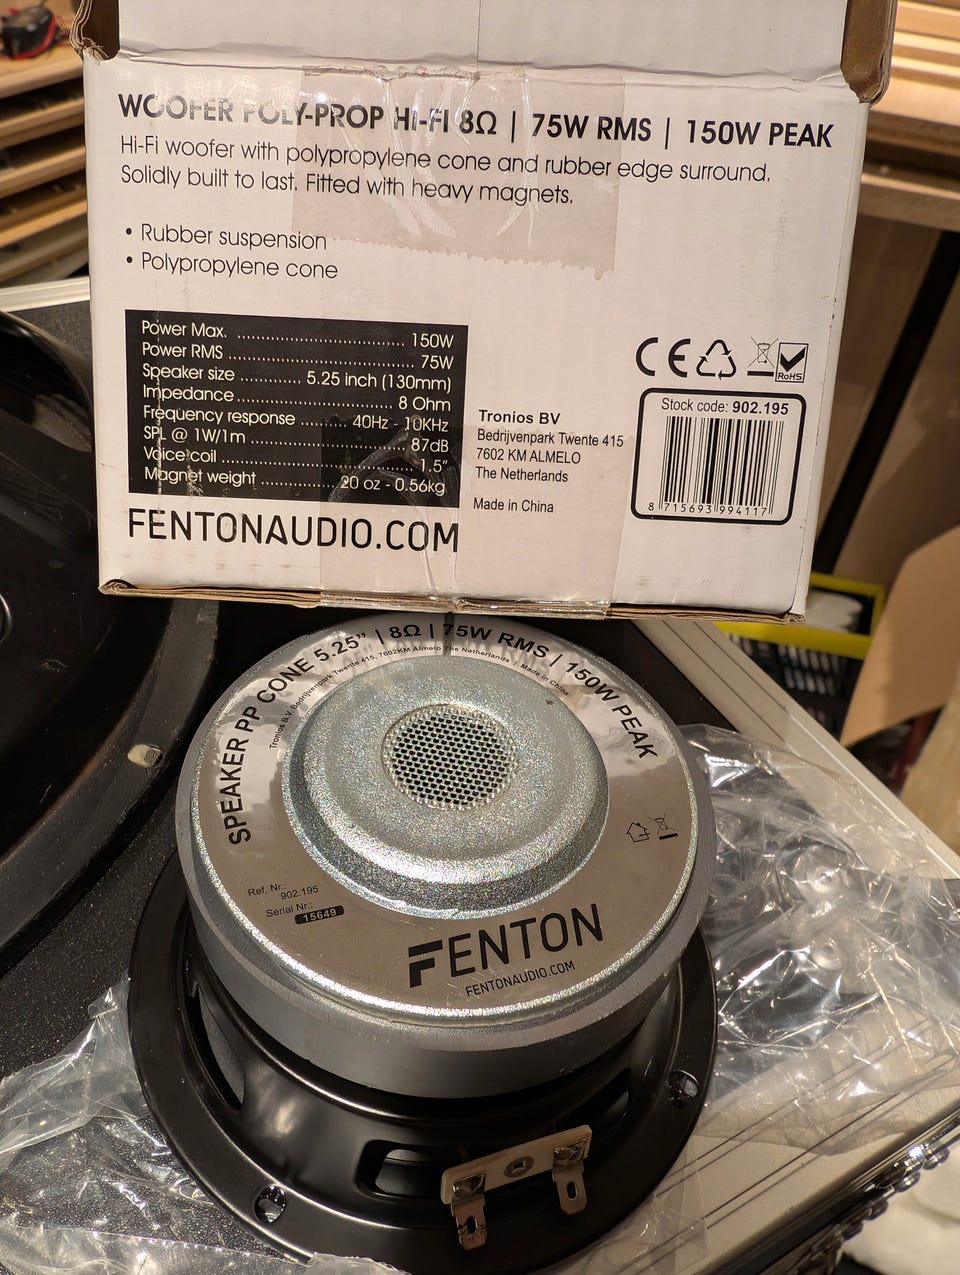 WOOFER POLY-PROP HI-FI 8Ω | 75W RMS | 150W PEAK
Hi-Fi woofer with polypropylene cone and rubber edge surround.
Solidly built to last. Fitted with heavy magnets.
• Rubber suspension
• Polypropylene cone
Power Max. ........................... 150W
Power RMS ........................... 75W
Speaker size ............ 5.25 inch (130mm)
Impedance ........................... 8 Ohm
Frequency response ........ 40Hz - 10KHz
SPL @ 1W/1m ........................... 87dB
Voice coil ........................... 1.5"
Magnet weight ............ 20 oz - 0.56kg
FENTONAUDIO.COM
Tronios BV
Bedrijvenpark Twente 415
7602 KM ALMELO
The Netherlands
Made in China
CE
RoHS
Stock code: 902.195
8 715693 994117
SPEAKER PP CONE 5.25" | 8Ω | 75W RMS | 150W PEAK
Tronios B.V. Bedrijvenpark Twente 415, 7602KM Almelo The Netherlands / Made in China
Ref. Nr.:
902.195
Serial Nr.:
15649
FENTON
FENTONAUDIO.COM